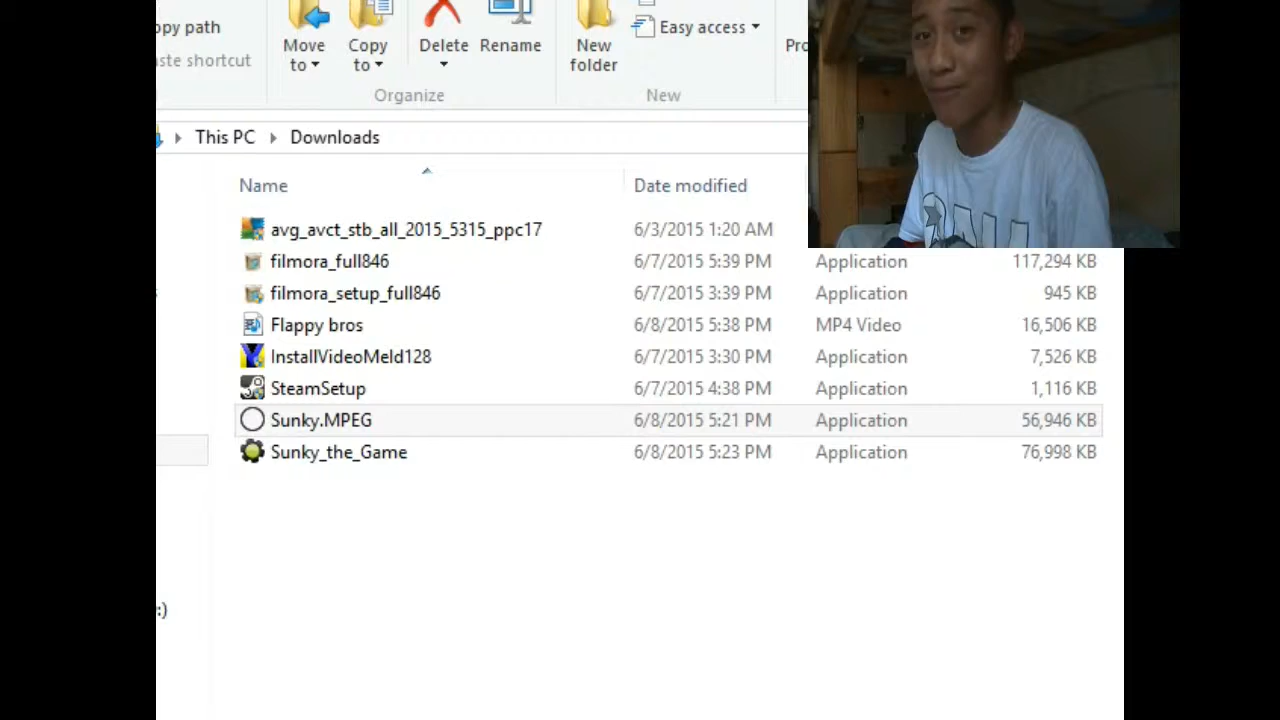 opy path
ste shortcut
Move to
Copy to
Delete
Rename
New folder
Easy access
Organize
New
This PC
Downloads
Name
Date modified
avg_avct_stb_all_2015_5315_ppc17 6/3/2015 1:20 AM
filmora_full846 6/7/2015 5:39 PM Application 117,294 KB
filmora_setup_full846 6/7/2015 3:39 PM Application 945 KB
Flappy bros 6/8/2015 5:38 PM MP4 Video 16,506 KB
InstallVideoMeld128 6/7/2015 3:30 PM Application 7,526 KB
SteamSetup 6/7/2015 4:38 PM Application 1,116 KB
Sunky.MPEG 6/8/2015 5:21 PM Application 56,946 KB
Sunky_the_Game 6/8/2015 5:23 PM Application 76,998 KB
:)